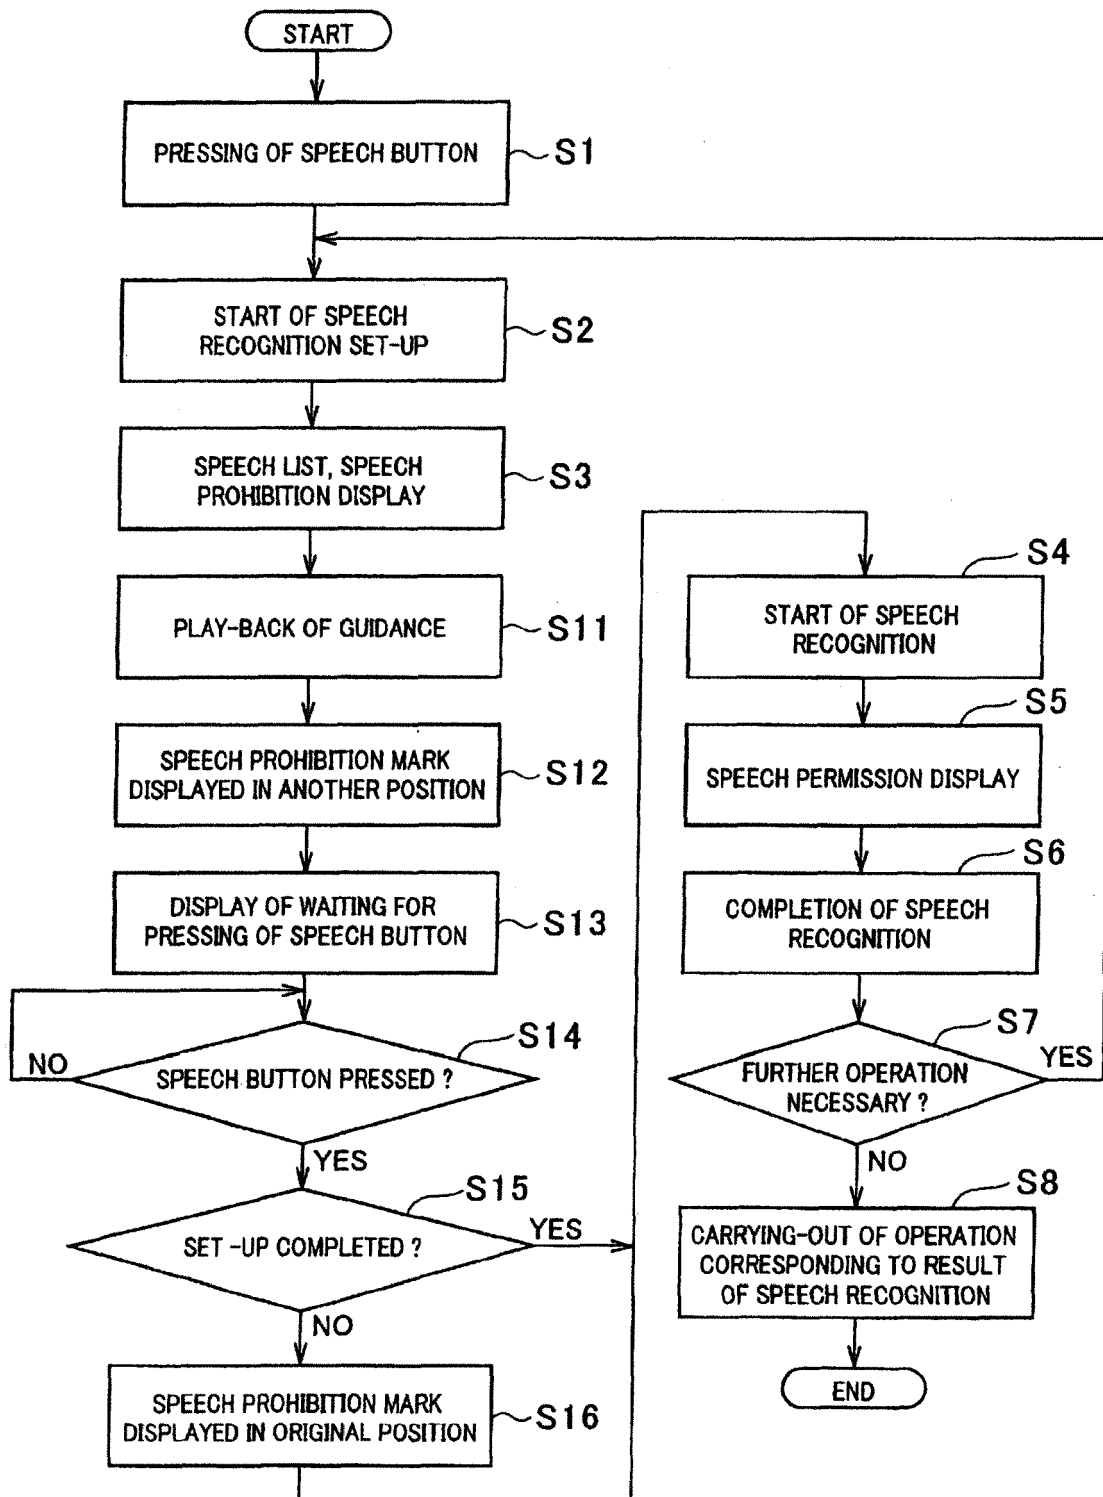 START
PRESSING OF SPEECH BUTTON
S1
START OF SPEECH
RECOGNITION SET-UP
S2
SPEECH LIST, SPEECH
PROHIBITION DISPLAY
S3
PLAY-BACK OF GUIDANCE
S11
SPEECH PROHIBITION MARK
DISPLAYED IN ANOTHER POSITION
S12
DISPLAY OF WAITING FOR
PRESSING OF SPEECH BUTTON
S13
S14
SPEECH BUTTON PRESSED ?
NO
YES
S15
SET -UP COMPLETED ?
YES
NO
SPEECH PROHIBITION MARK
DISPLAYED IN ORIGINAL POSITION
S16
S4
START OF SPEECH
RECOGNITION
S5
SPEECH PERMISSION DISPLAY
S6
COMPLETION OF SPEECH
RECOGNITION
S7
FURTHER OPERATION
NECESSARY ?
YES
NO
S8
CARRYING-OUT OF OPERATION
CORRESPONDING TO RESULT
OF SPEECH RECOGNITION
END